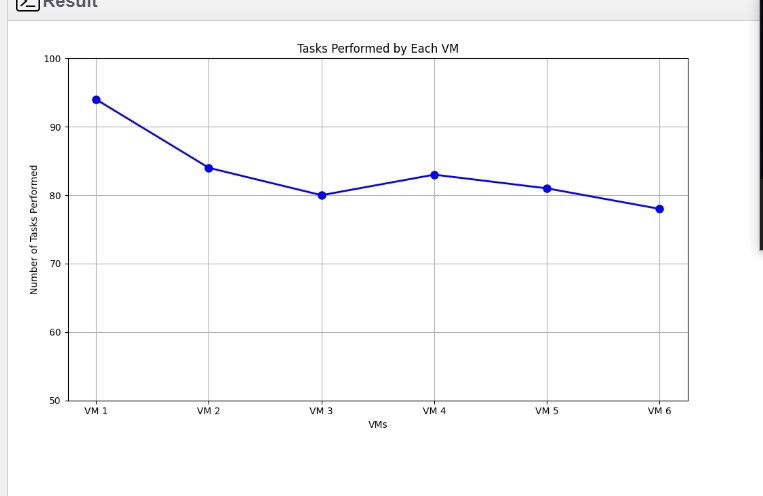 Result
Tasks Performed by Each VM
100
90
80
70
60
50
Number of Tasks Performed
VM 1 VM 2 VM 3 VM 4 VM 5 VM 6
VMs